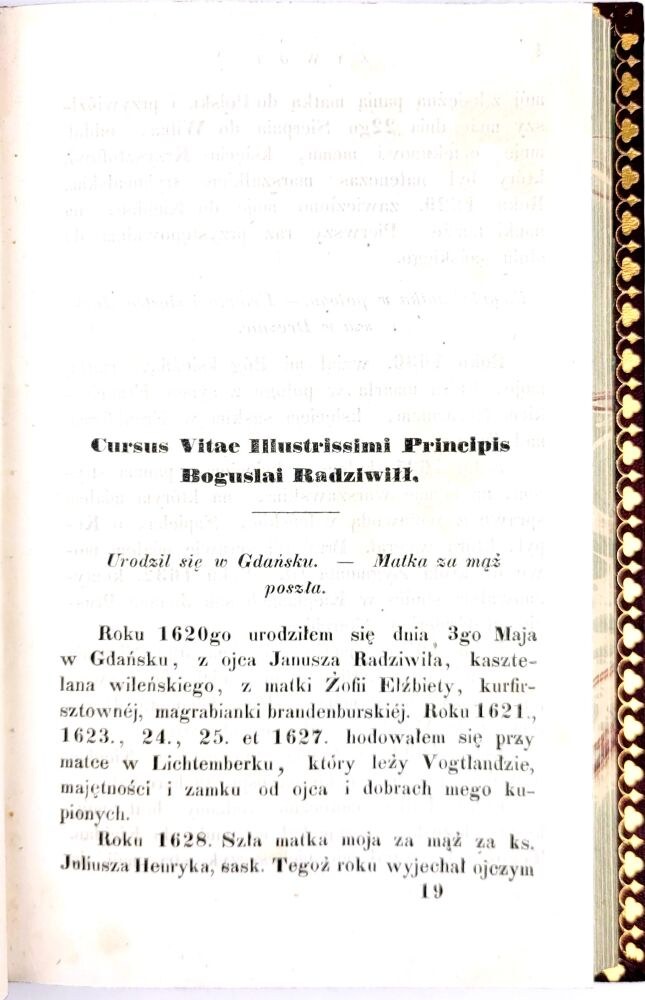 Cursus Vitae Illustrissimi Principis
Boguslai Radziwill.
Urodził się w Gdańsku. — Matka za mąż
poszła.
Roku 1620go urodziłem się dnia 3go Maja
w Gdańsku, z ojca Janusza Radziwiła, kaszte-
lana wileńskiego, z matki Żofii Elźbiety, kurfir-
sztownéj, magrabianki brandenburskiéj. Roku 1621.,
1623., 24., 25. et 1627. hodowałem się przy
matce w Lichtemberku, który leży Vogtlandzie,
majętności i zamku od ojca i dobrach mego ku-
pionych.
Roku 1628. Szła matka moja za mąż za ks.
Juliusza Henryka, sask. Tegoż roku wyjechał ojczym
19